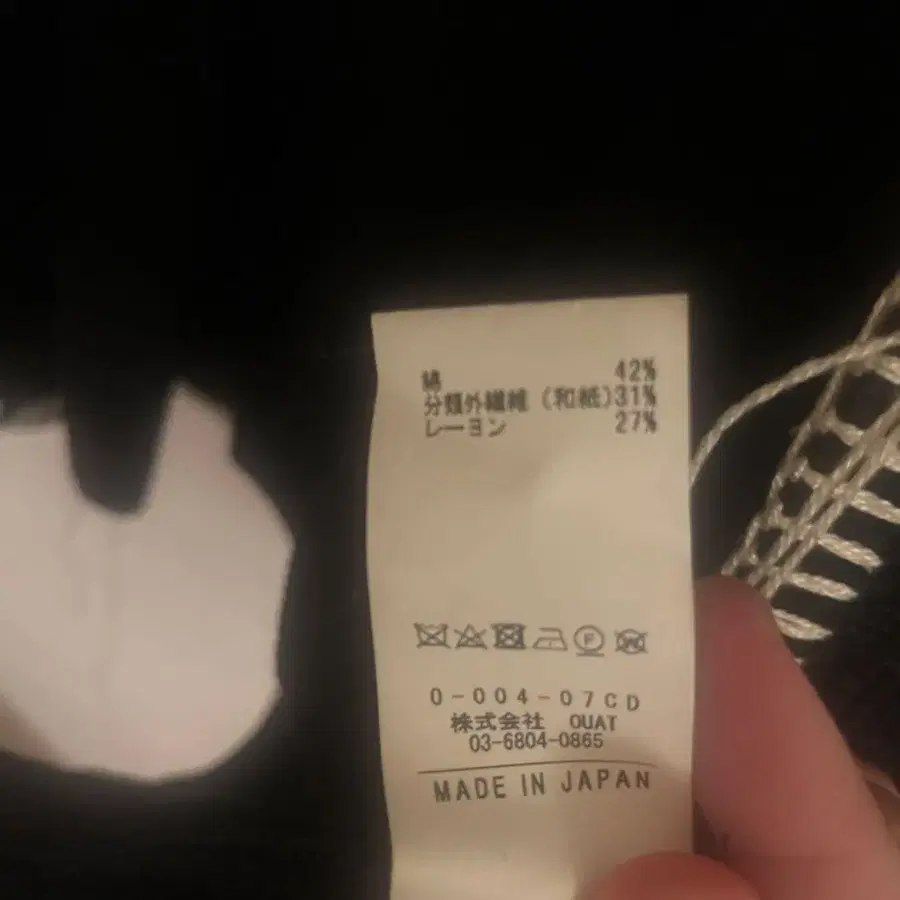 綿 42%
分類外繊維 (和紙)31%
レーヨン 27%
F
W
0-004-07CD
株式会社 OUAT
03-6804-0865
MADE IN JAPAN